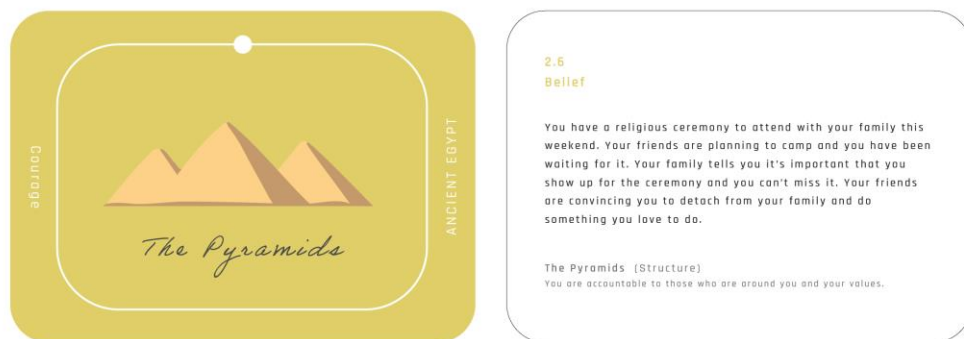 Courage
The Pyramids
ANCIENT EGYPT
2.6
Belief
You have a religious ceremony to attend with your family this
weekend. Your friends are planning to camp and you have been
waiting for it. Your family tells you it's important that you
show up for the ceremony and you can't miss it. Your friends
are convincing you to detach from your family and do
something you love to do.
The Pyramids (Structure)
You are accountable to those who are around you and your values.